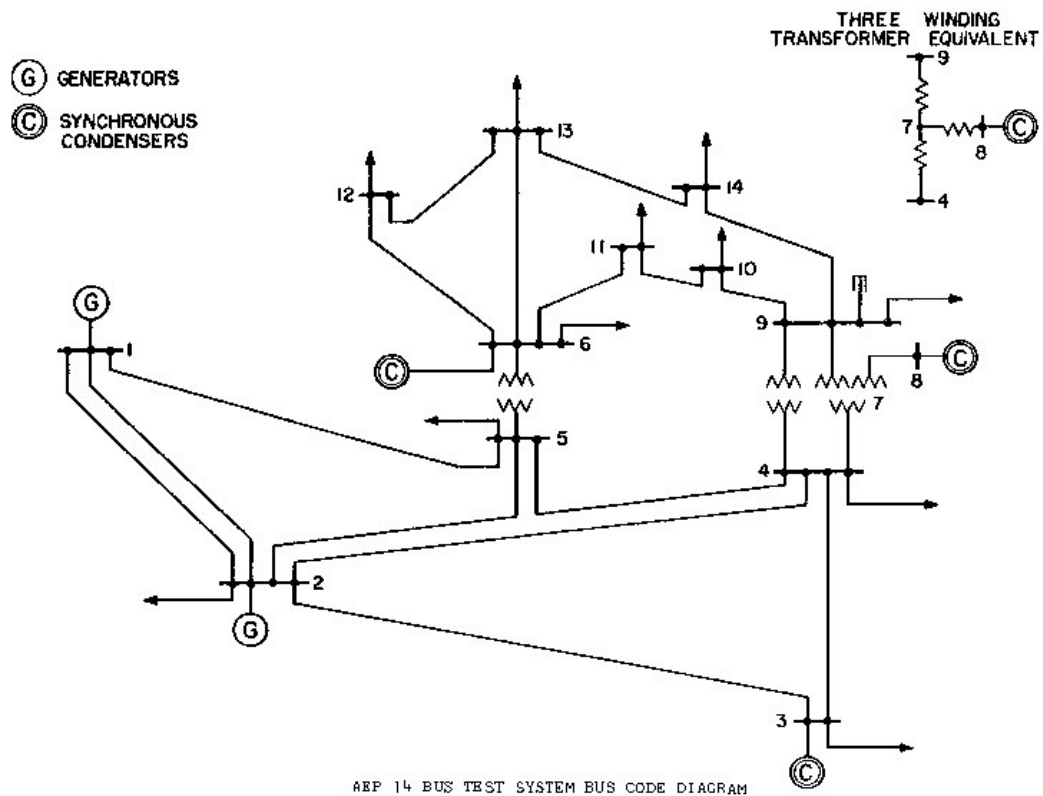 THREE WINDING
TRANSFORMER EQUIVALENT
9
7
C
8
4
G GENERATORS
C SYNCHRONOUS
CONDENSERS
13
12
14
11
10
G
1
9
6
C
8
C
7
5
4
2
G
3
C
AEP 14 BUS TEST SYSTEM BUS CODE DIAGRAM